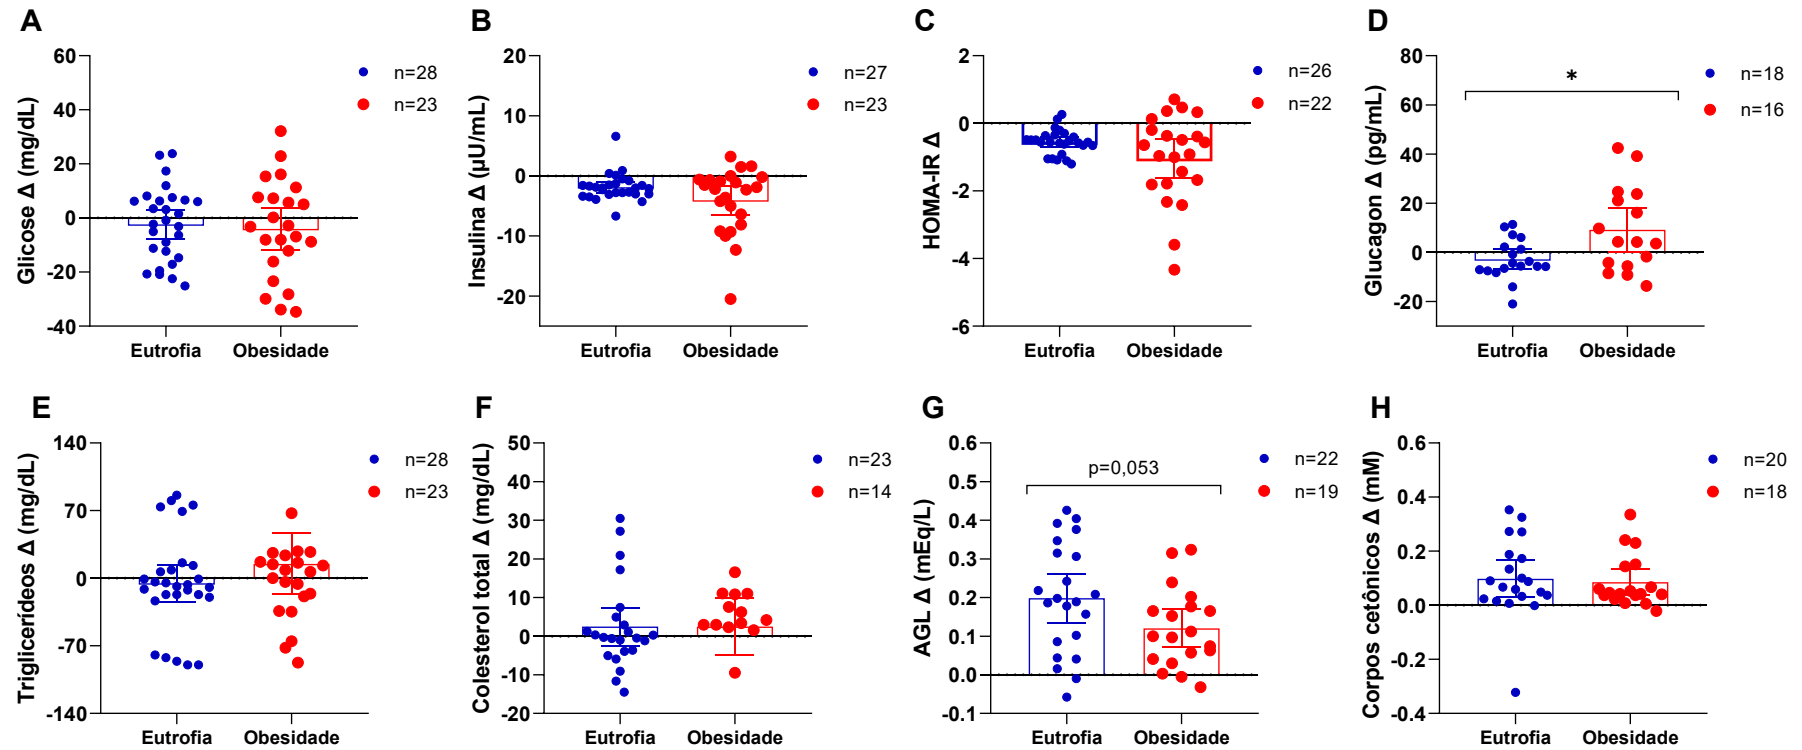 A
Glicose Δ (mg/dL)
60
40
20
0
-20
-40
n=28
n=23
Eutrofia Obesidade
B
Insulina Δ (µU/mL)
20
10
0
-10
-20
n=27
n=23
Eutrofia Obesidade
C
HOMA-IR Δ
2
0
-2
-4
-6
n=26
n=22
Eutrofia Obesidade
D
Glucagon Δ (pg/mL)
80
60
40
20
0
-20
*
n=18
n=16
Eutrofia Obesidade
E
Triglicerídeos Δ (mg/dL)
140
70
0
-70
-140
n=28
n=23
Eutrofia Obesidade
F
Colesterol total Δ (mg/dL)
50
40
30
20
10
0
-10
-20
n=23
n=14
Eutrofia Obesidade
G
AGL Δ (mEq/L)
0.6
0.5
0.4
0.3
0.2
0.1
0.0
-0.1
p=0,053
n=22
n=19
Eutrofia Obesidade
H
Corpos cetônicos Δ (mM)
0.6
0.4
0.2
0.0
-0.2
-0.4
n=20
n=18
Eutrofia Obesidade